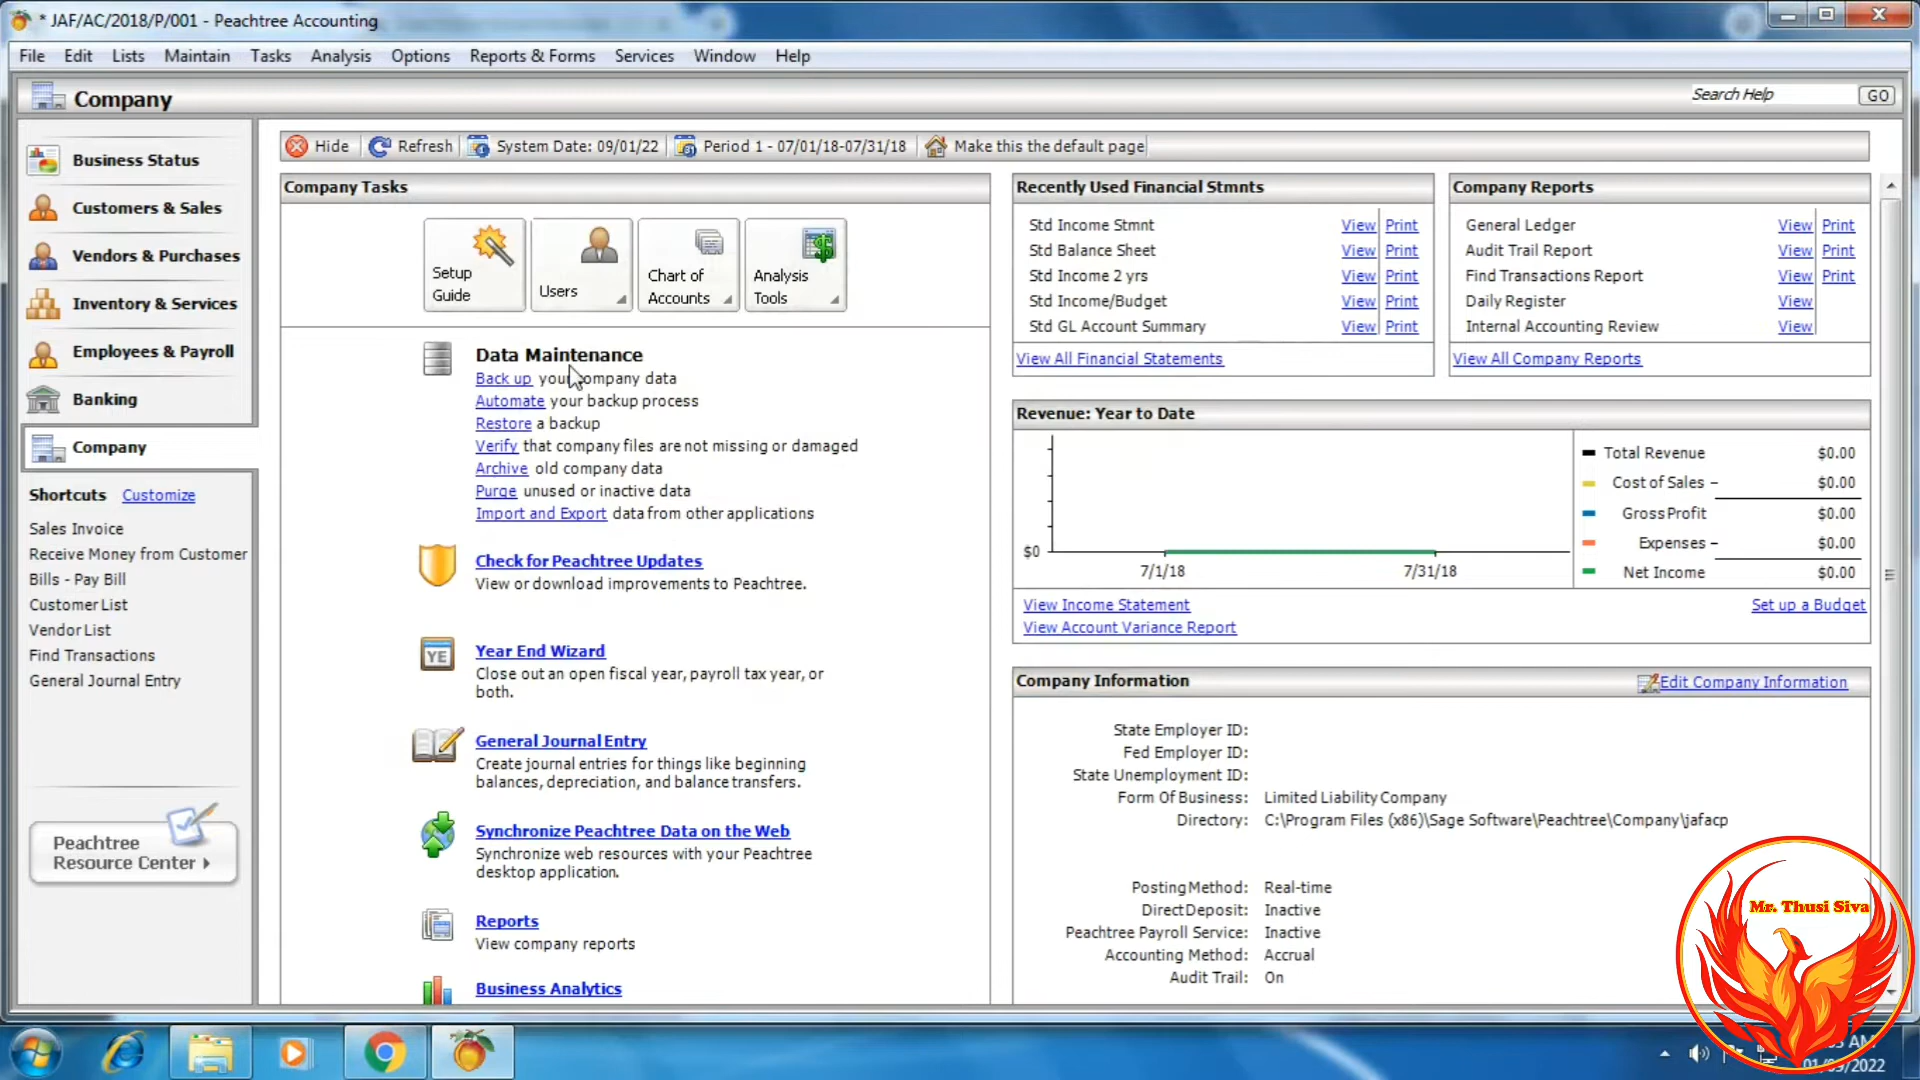 * JAF/AC/2018/P/001 - Peachtree Accounting
File Edit Lists Maintain Tasks Analysis Options Reports & Forms Services Window Help
Company
Search Help GO
Business Status
Customers & Sales
Vendors & Purchases
Inventory & Services
Employees & Payroll
Banking
Company
Shortcuts Customize
Sales Invoice
Receive Money from Customer
Bills - Pay Bill
Customer List
Vendor List
Find Transactions
General Journal Entry
Peachtree
Resource Center
Hide Refresh System Date: 09/01/22 Period 1 - 07/01/18-07/31/18 Make this the default page
Company Tasks
Setup
Guide
Users
Chart of
Accounts
Analysis
Tools
Data Maintenance
Back up your company data
Automate your backup process
Restore a backup
Verify that company files are not missing or damaged
Archive old company data
Purge unused or inactive data
Import and Export data from other applications
Check for Peachtree Updates
View or download improvements to Peachtree.
YE
Year End Wizard
Close out an open fiscal year, payroll tax year, or
both.
General Journal Entry
Create journal entries for things like beginning
balances, depreciation, and balance transfers.
Synchronize Peachtree Data on the Web
Synchronize web resources with your Peachtree
desktop application.
Reports
View company reports
Business Analytics
Recently Used Financial Stmnts
Std Income Stmnt View Print
Std Balance Sheet View Print
Std Income 2 yrs View Print
Std Income/Budget View Print
Std GL Account Summary View Print
View All Financial Statements
Company Reports
General Ledger View Print
Audit Trail Report View Print
Find Transactions Report View Print
Daily Register View
Internal Accounting Review View
View All Company Reports
Revenue: Year to Date
$0
7/1/18 7/31/18
Total Revenue $0.00
Cost of Sales – $0.00
Gross Profit $0.00
Expenses – $0.00
Net Income $0.00
View Income Statement
Set up a Budget
View Account Variance Report
Company Information
Edit Company Information
State Employer ID:
Fed Employer ID:
State Unemployment ID:
Form Of Business: Limited Liability Company
Directory: C:\Program Files (x86)\Sage Software\Peachtree\Company\jafacp
Posting Method: Real-time
Direct Deposit: Inactive
Peachtree Payroll Service: Inactive
Accounting Method: Accrual
Audit Trail: On
Mr. Thusi Siva
AM
2022